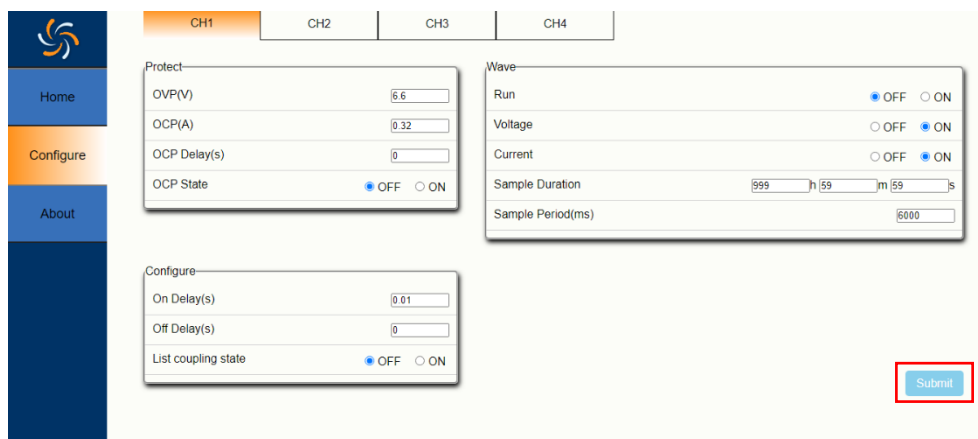 CH1 CH2 CH3 CH4
Home
Configure
About
Protect
OVP(V) 6.6
OCP(A) 0.32
OCP Delay(s) 0
OCP State OFF ON
Wave
Run OFF ON
Voltage OFF ON
Current OFF ON
Sample Duration 999 h 59 m 59 s
Sample Period(ms) 6000
Configure
On Delay(s) 0.01
Off Delay(s) 0
List coupling state OFF ON
Submit